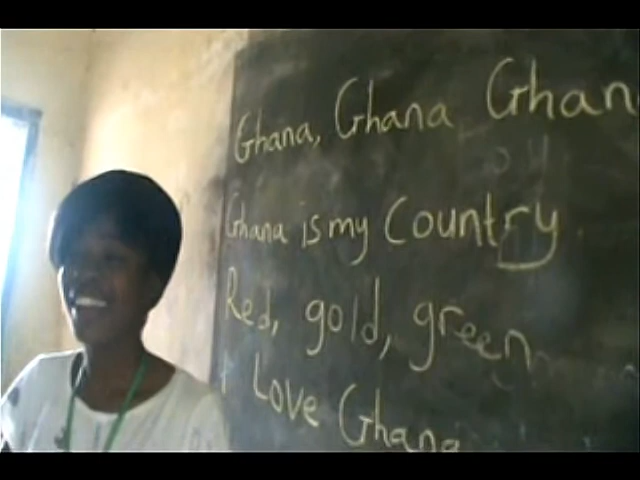 Ghana, Ghana Ghan
Ghana is my Country.
Red, gold, green
I Love Ghana